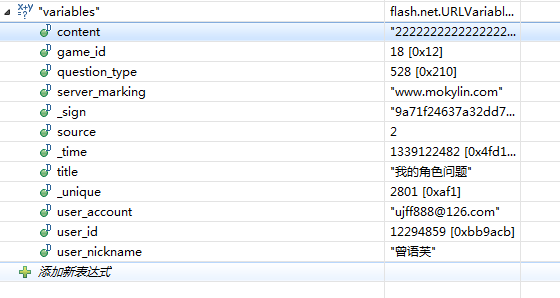 "variables" flash.net.URLVariabl...
content "2222222222222222...
game_id 18 [0x12]
question_type 528 [0x210]
server_marking "www.mokylin.com"
_sign "9a71f24637a32dd7...
source 2
_time 1339122482 [0x4fd1...
title "我的角色问题"
_unique 2801 [0xaf1]
user_account "ujff888@126.com"
user_id 12294859 [0xbb9acb]
user_nickname "曾语芙"
添加新表达式